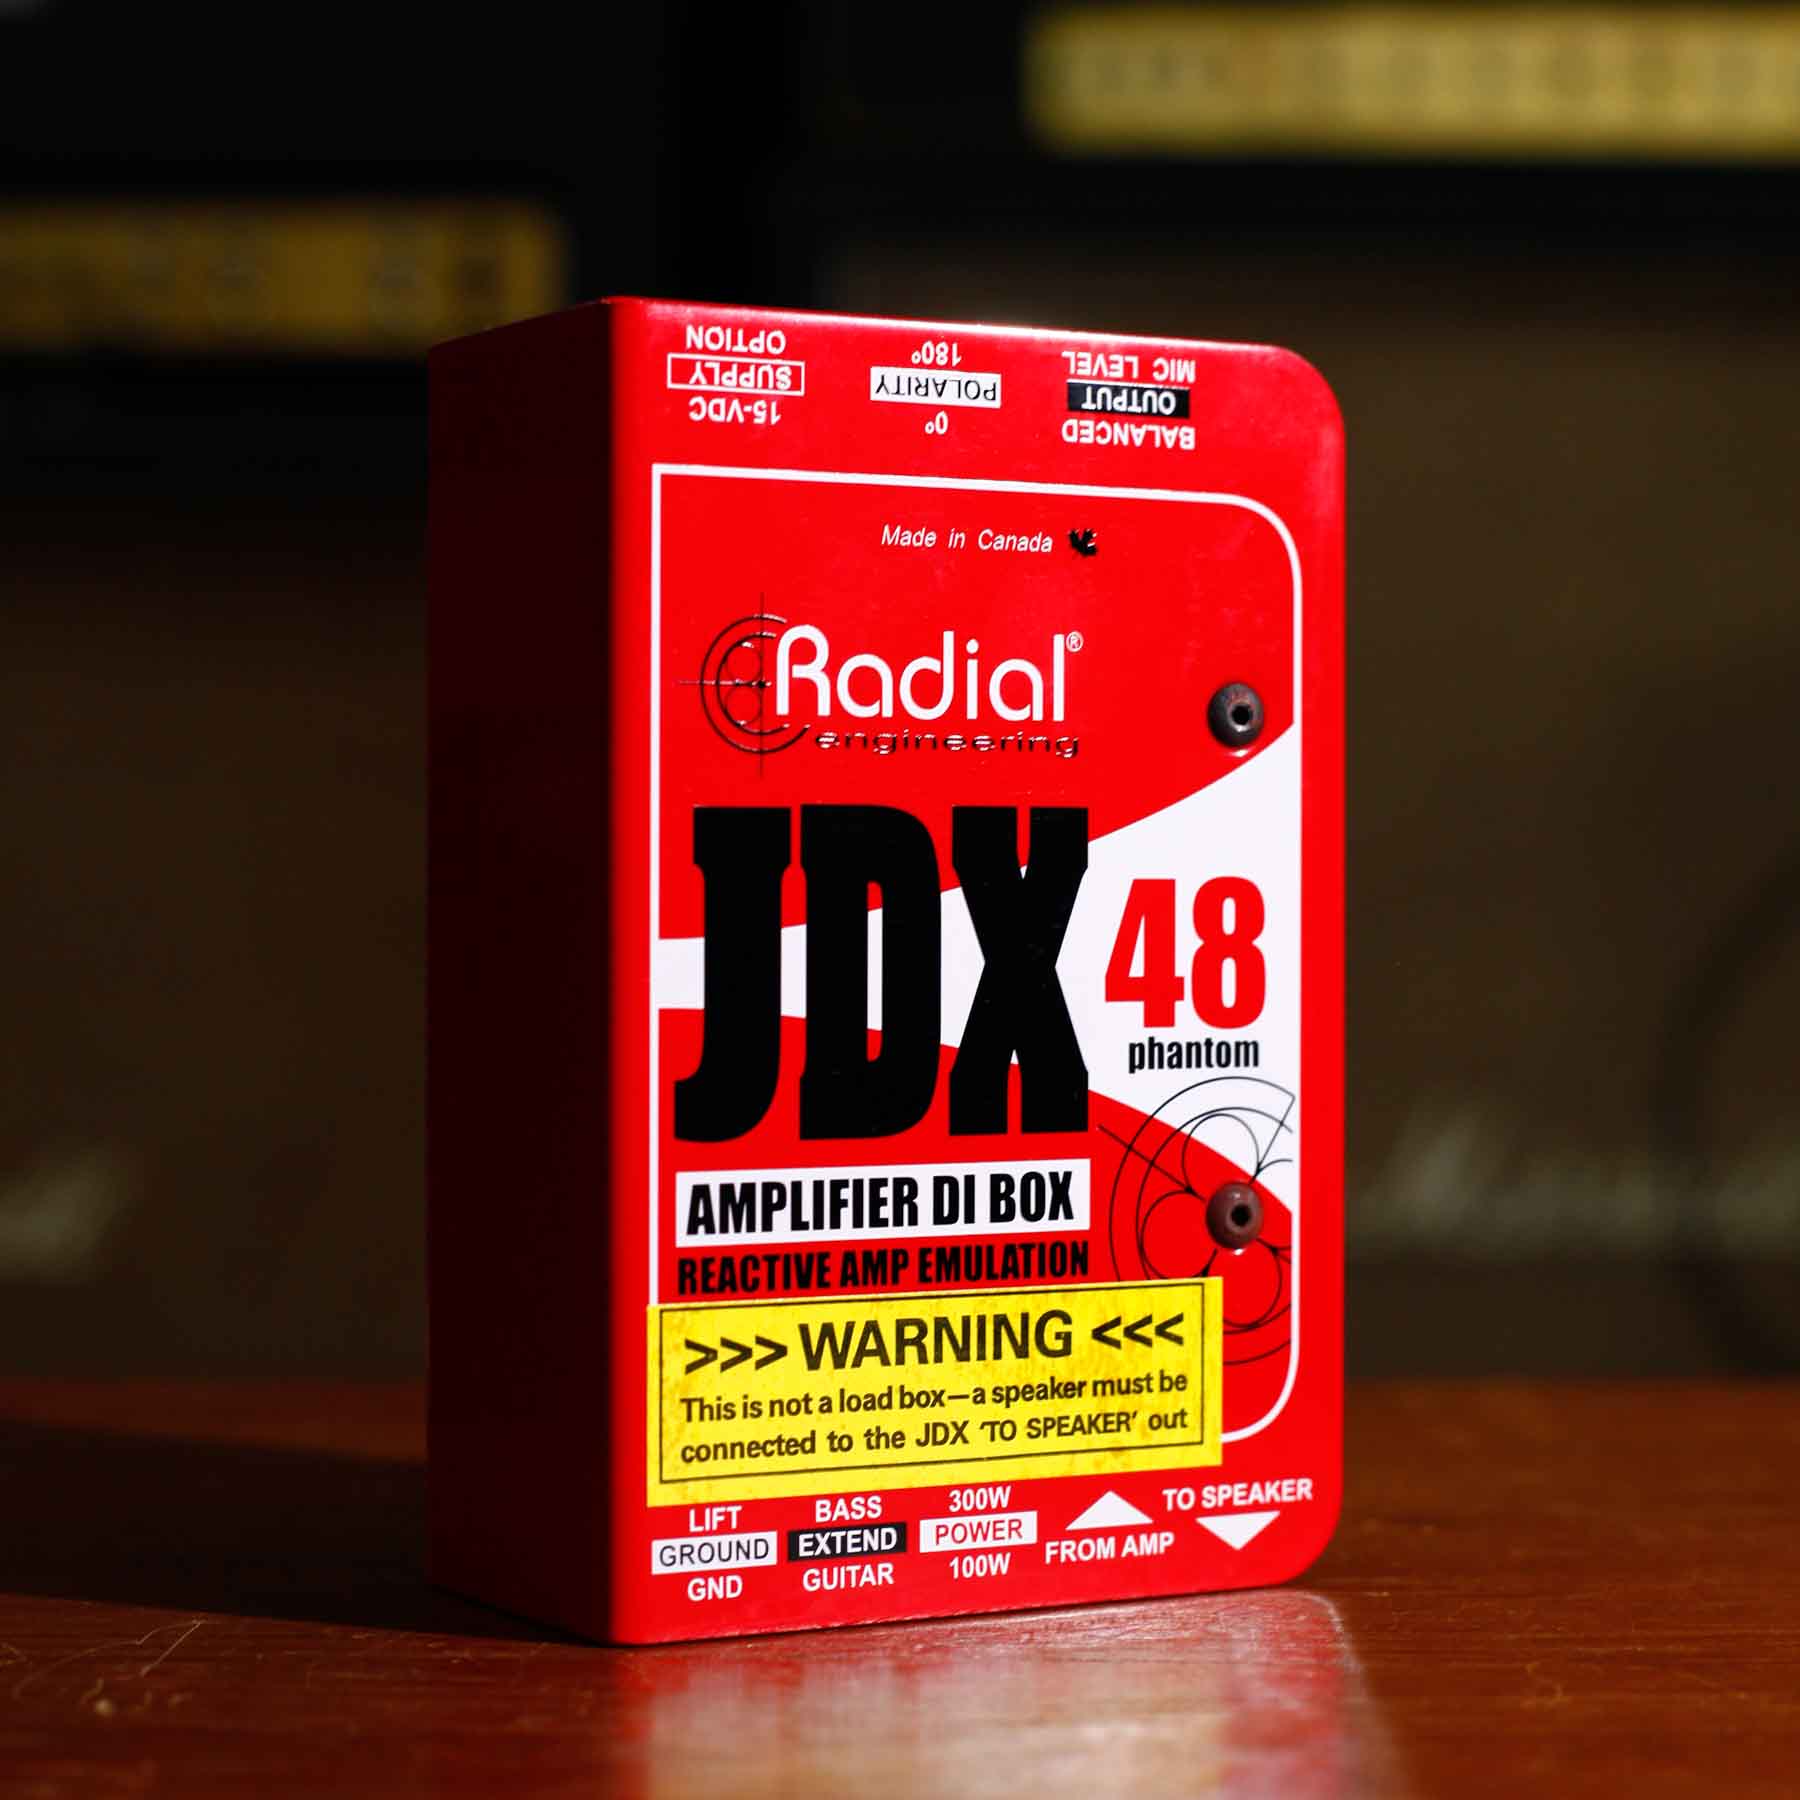 15-VDC
SUPPLY
OPTION
0°
POLARITY
180°
BALANCED
OUTPUT
MIC LEVEL
Made in Canada
Radial®
engineering
JDX
48
phantom
AMPLIFIER DI BOX
REACTIVE AMP EMULATION
>>> WARNING <<<
This is not a load box—a speaker must be
connected to the JDX ‘TO SPEAKER’ out
LIFT
GROUND
GND
BASS
EXTEND
GUITAR
300W
POWER
100W
FROM AMP
TO SPEAKER